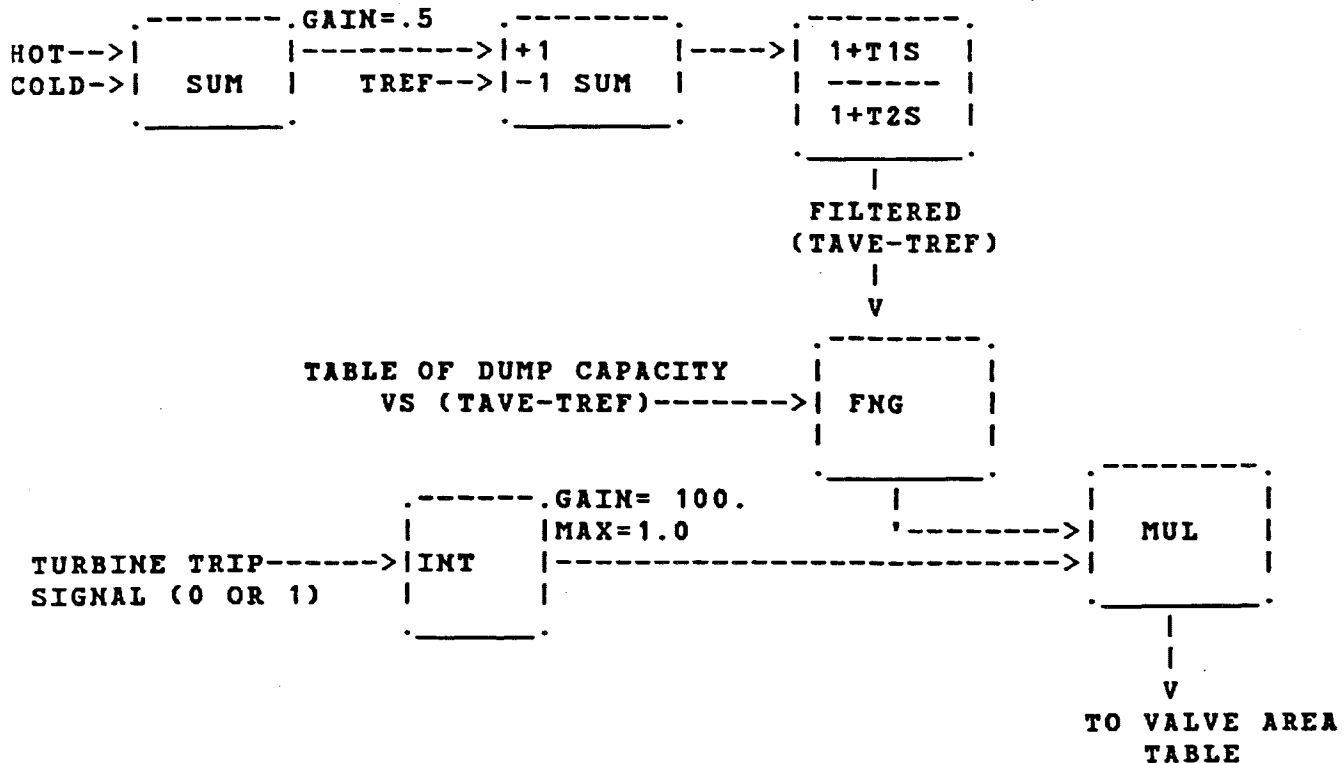 GAIN=.5
HOT-->
COLD->
SUM
TREF-->
+1
-1 SUM
---->
1+T1S
------
1+T2S
FILTERED
(TAVE-TREF)
V
TABLE OF DUMP CAPACITY
VS (TAVE-TREF)------->
FNG
GAIN= 100.
MAX=1.0
TURBINE TRIP------>
SIGNAL (0 OR 1)
INT
MUL
V
TO VALVE AREA
TABLE